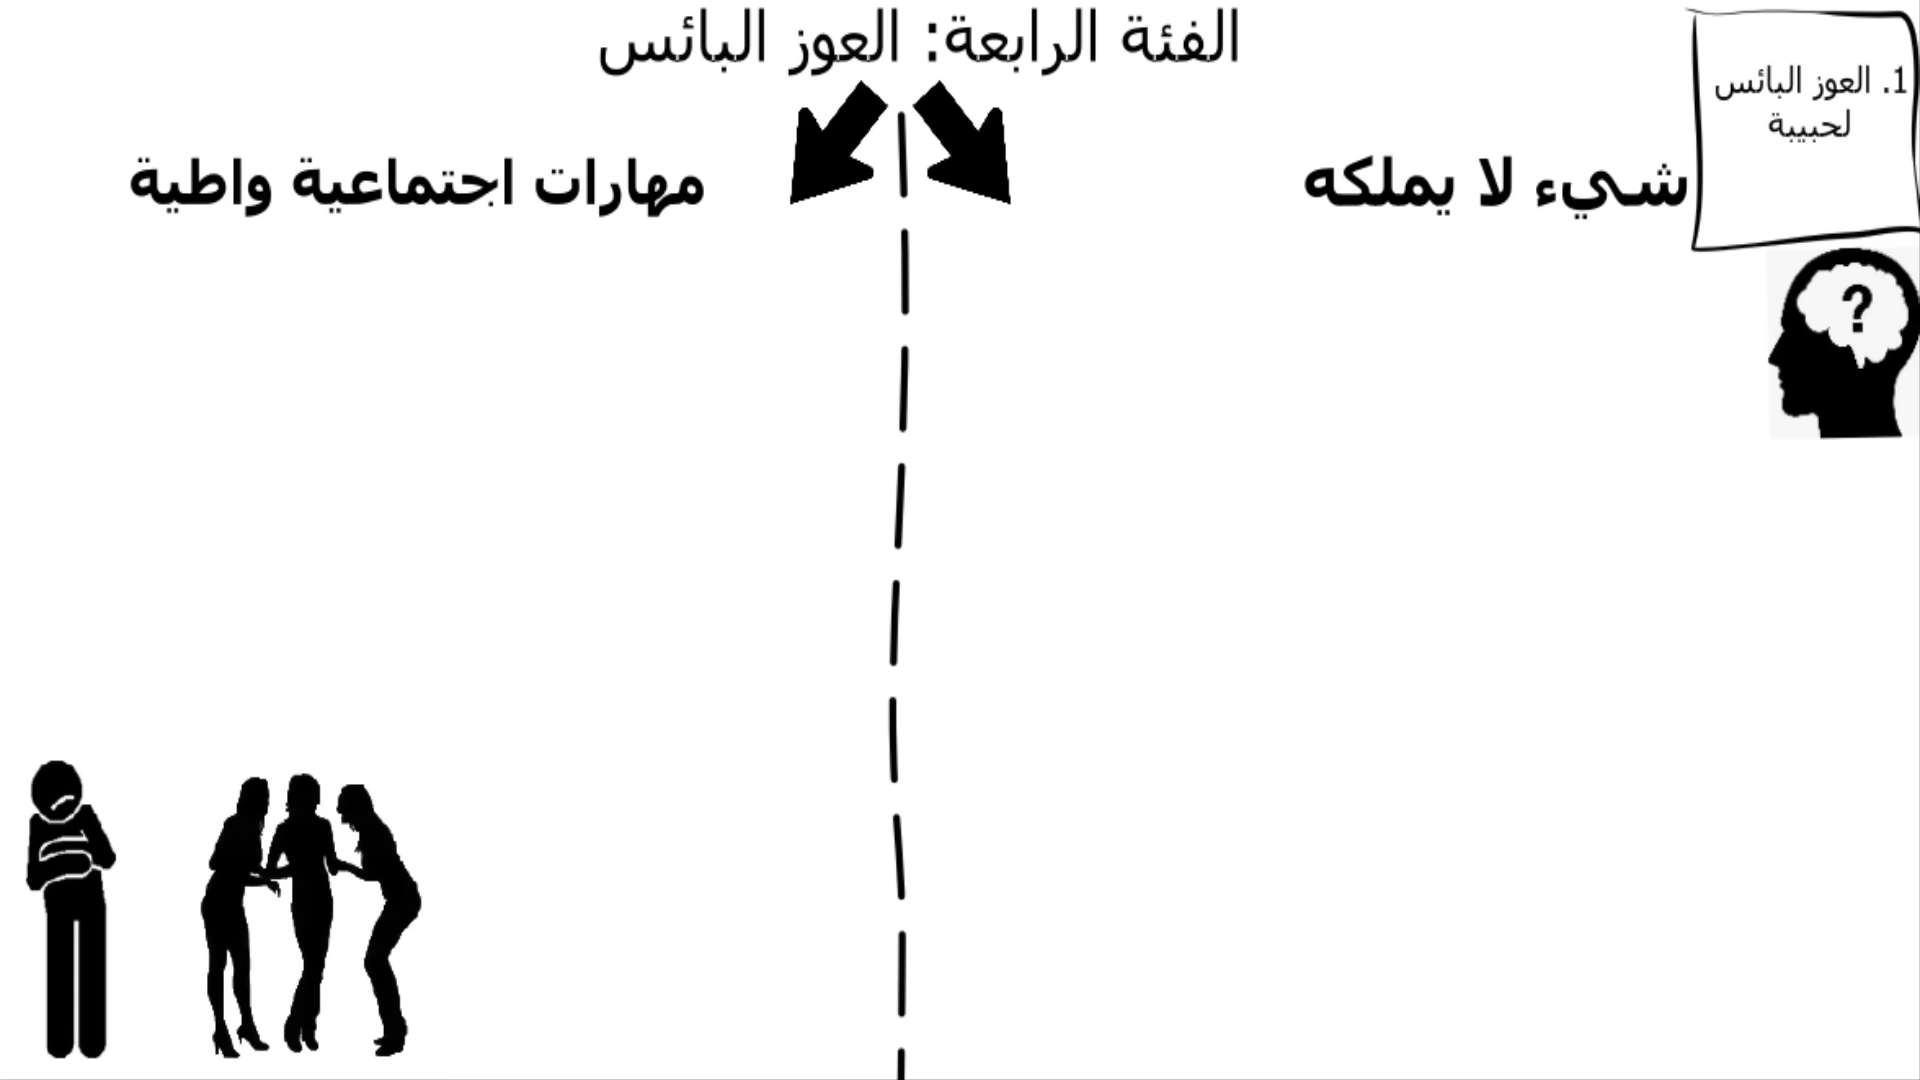 الفئة الرابعة: العوز البائس
1. العوز البائس
لحبيبة
شيء لا يملكه
مهارات اجتماعية واطية
?